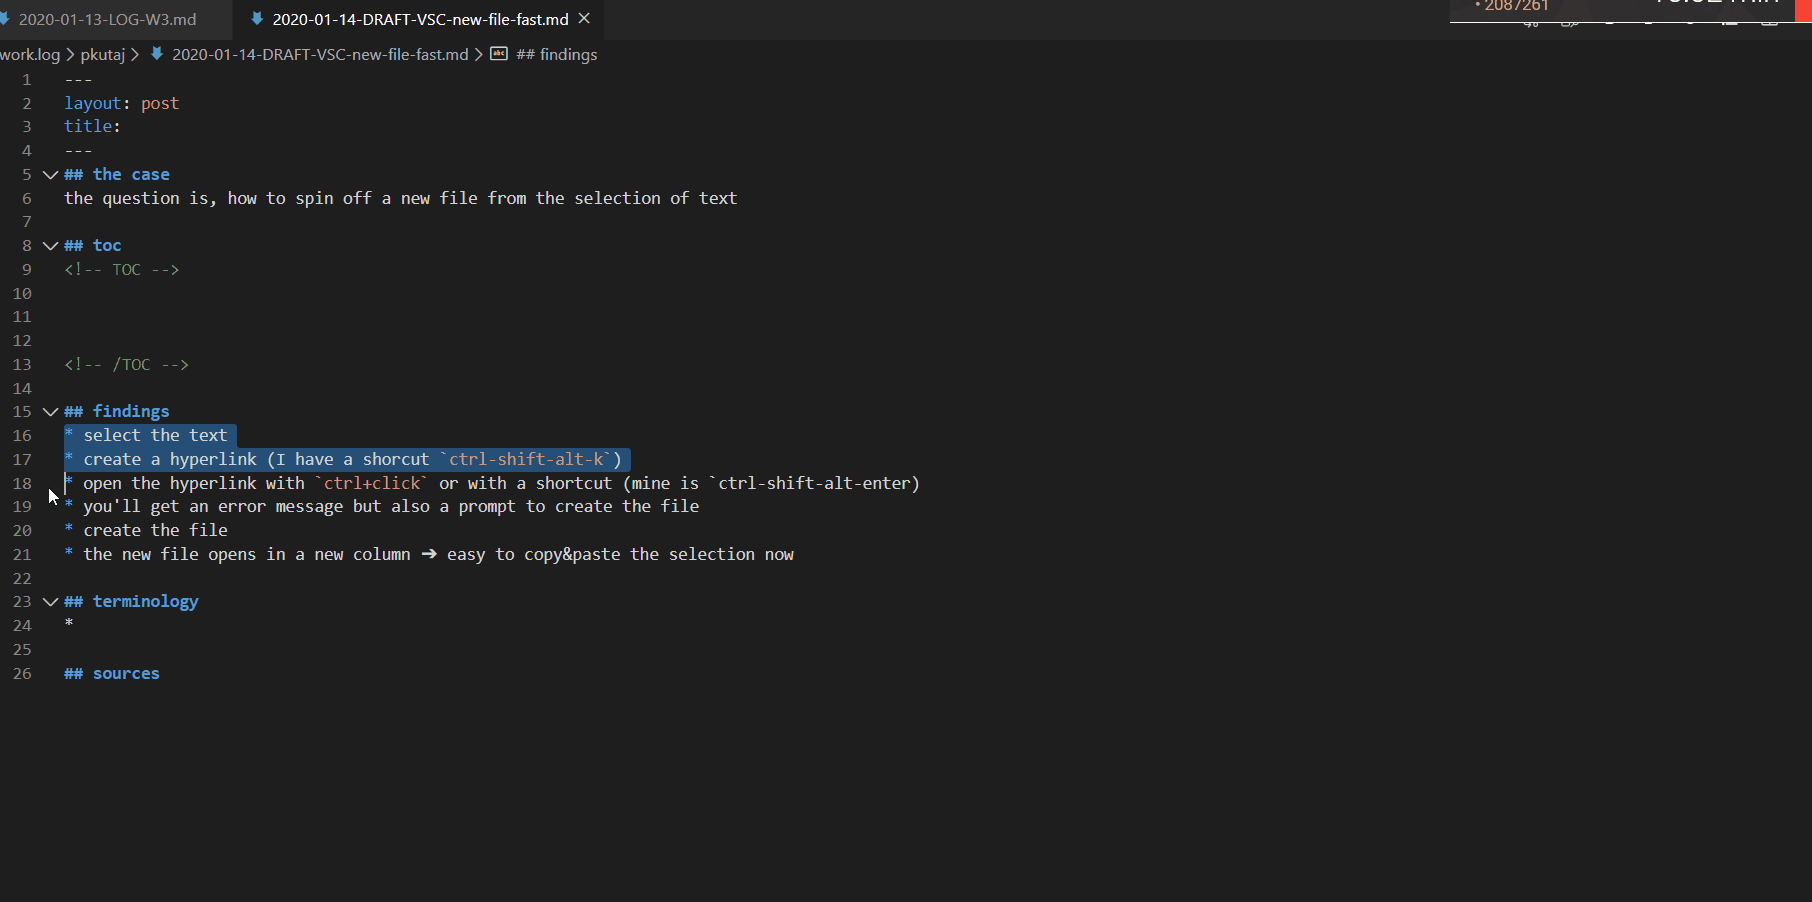 2020-01-13-LOG-W3.md
2020-01-14-DRAFT-VSC-new-file-fast.md
2087261
work.log > pkutaj > 2020-01-14-DRAFT-VSC-new-file-fast.md > ## findings
1 ---
2 layout: post
3 title:
4 ---
5 ## the case
6 the question is, how to spin off a new file from the selection of text
7
8 ## toc
9 <!-- TOC -->
10
11
12
13 <!-- /TOC -->
14
15 ## findings
16 * select the text
17 * create a hyperlink (I have a shorcut `ctrl-shift-alt-k`)
18 * open the hyperlink with `ctrl+click` or with a shortcut (mine is `ctrl-shift-alt-enter)
19 * you'll get an error message but also a prompt to create the file
20 * create the file
21 * the new file opens in a new column ➔ easy to copy&paste the selection now
22
23 ## terminology
24 *
25
26 ## sources